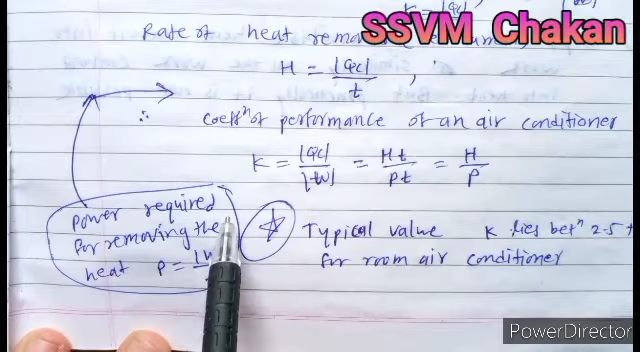 SSVM Chakan
Rate of heat
H = |Qc| / t ,
∴ coeffⁿ of performance of an air conditioner
K = |Qc| / |W| = Ht / Pt = H / P
Power required
for removing the
heat P =
Typical value K lies betⁿ 2.5
for room air conditioner
PowerDirector